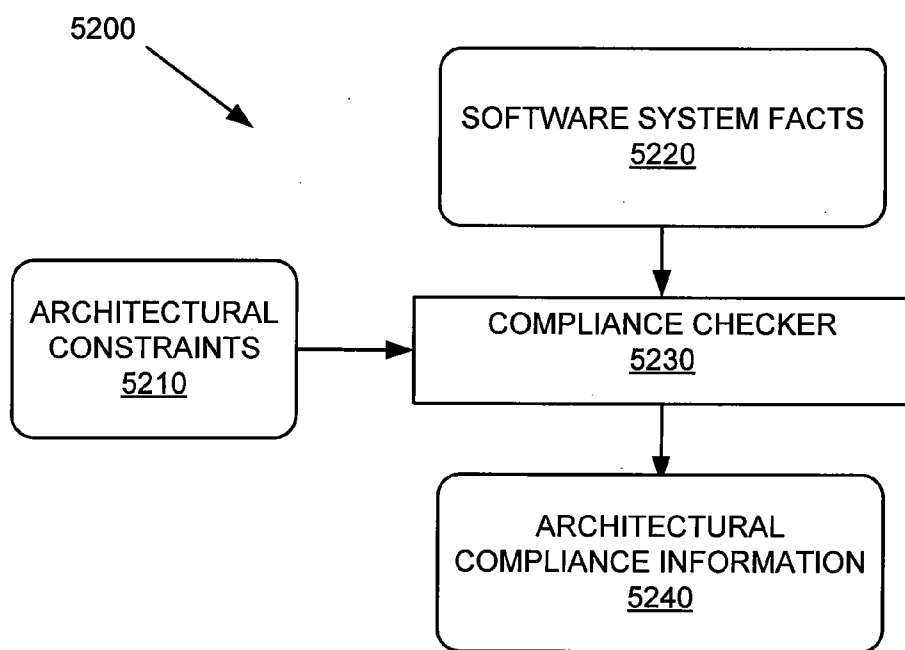 5200
SOFTWARE SYSTEM FACTS
5220
ARCHITECTURAL
CONSTRAINTS
5210
COMPLIANCE CHECKER
5230
ARCHITECTURAL
COMPLIANCE INFORMATION
5240